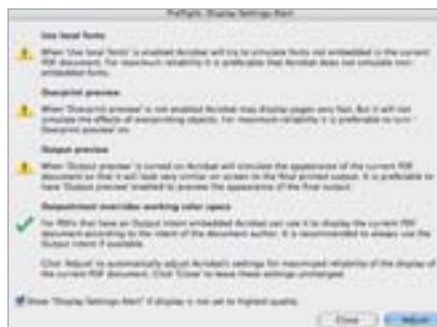 Preflight: Display Settings Alert
Use local fonts
When 'Use local fonts' is enabled Acrobat will try to simulate fonts not embedded in the current
PDF document. For maximum reliability it is preferable that Acrobat does not simulate non-
embedded fonts.
Overprint preview
When 'Overprint preview' is not enabled Acrobat may display pages very fast. But it will not
simulate the effects of overprinting objects. For maximum reliability it is preferable to turn '
Overprint preview' on.
Output preview
When 'Output preview' is turned on Acrobat will simulate the appearance of the current PDF
document so that it will look very similar on screen to the final printed output. It is preferable to
have 'Output preview' enabled to preview the appearance of the final output.
OutputIntent overrides working color space
For PDFs that have an Output Intent embedded Acrobat can use it to display the current PDF
document according to the intent of the document author. It is recommended to always use the
Output Intent if available.
Click 'Adjust' to automatically adjust Acrobat's settings for maximized reliability of the display of
the current PDF document. Click 'Close' to leave these settings unchanged.
Show "Display Settings Alert" if display is not set to highest quality
Close
Adjust